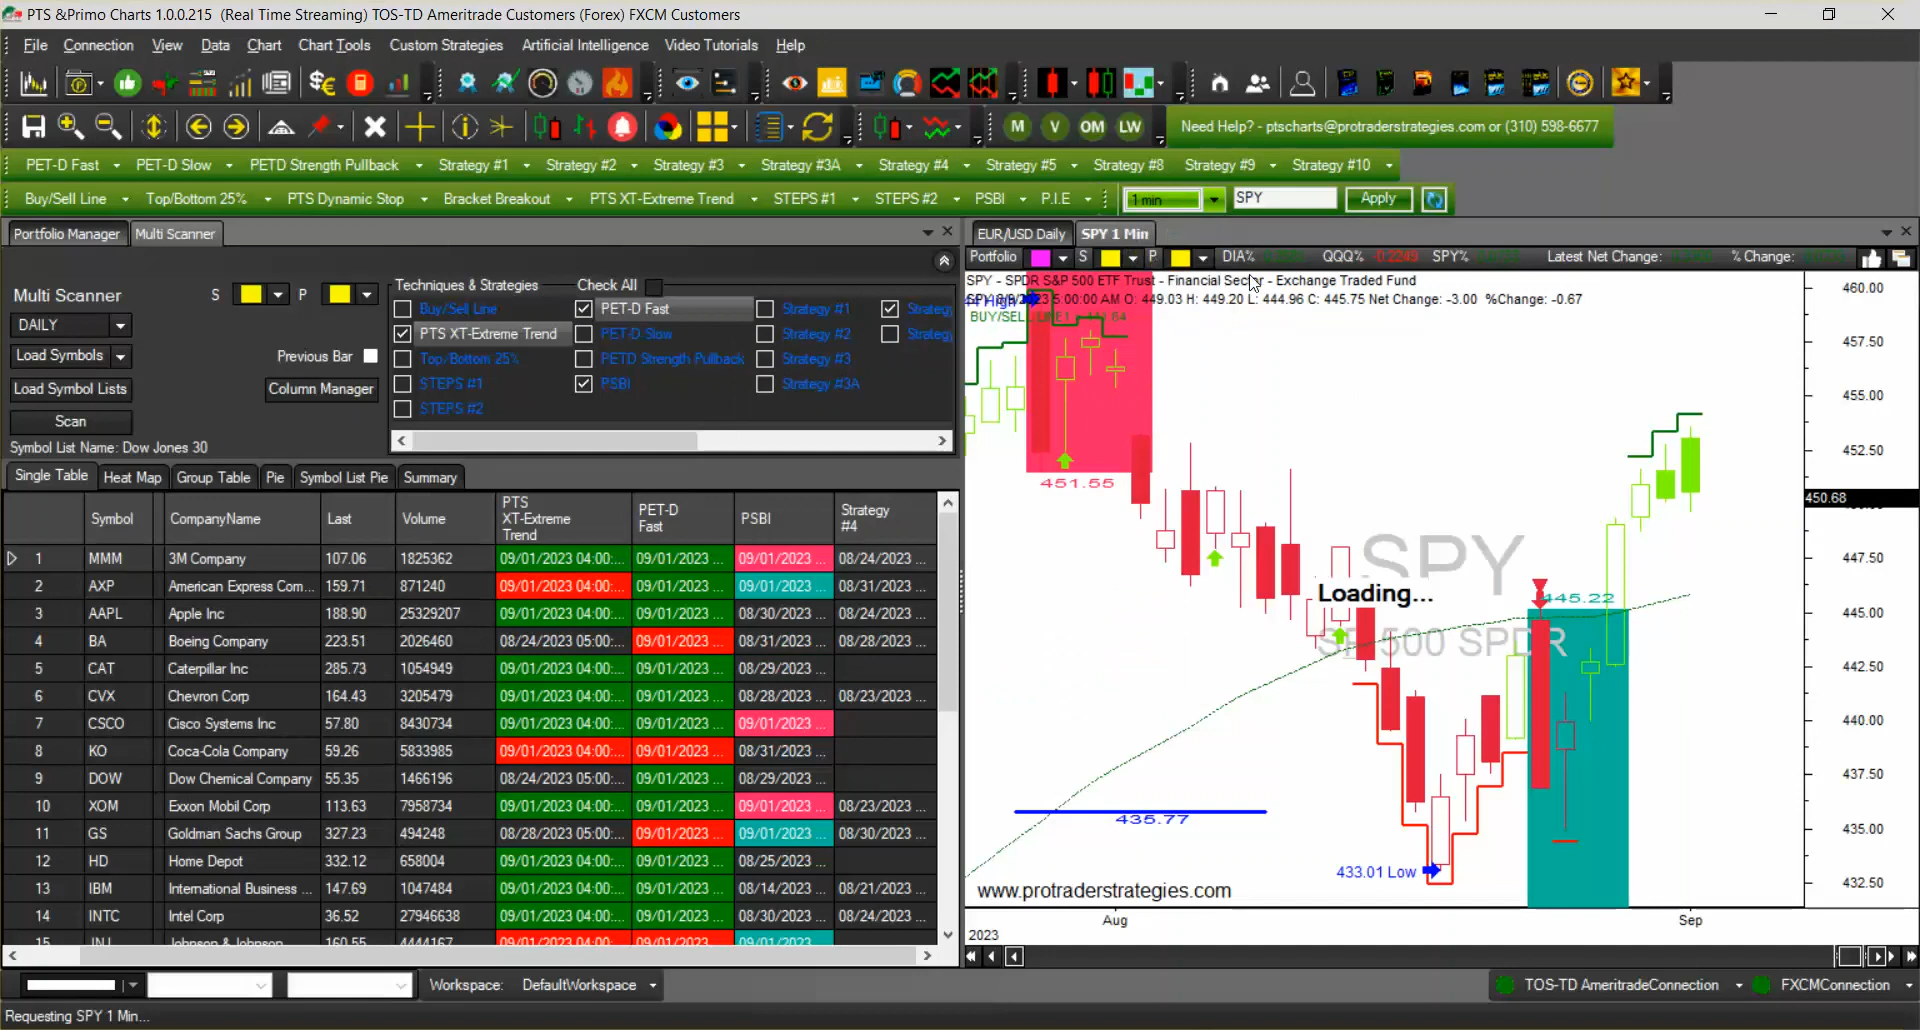 PTS &Primo Charts 1.0.0.215 (Real Time Streaming) TOS-TD Ameritrade Customers (Forex) FXCM Customers
File Connection View Data Chart Chart Tools Custom Strategies Artificial Intelligence Video Tutorials Help
M V OM LW Need Help? - ptscharts@protraderstrategies.com or (310) 598-6677
PET-D Fast PET-D Slow PETD Strength Pullback Strategy #1 Strategy #2 Strategy #3 Strategy #3A Strategy #4 Strategy #5 Strategy #8 Strategy #9 Strategy #10
Buy/Sell Line Top/Bottom 25% PTS Dynamic Stop Bracket Breakout PTS XT-Extreme Trend STEPS #1 STEPS #2 PSBI P.I.E 1 min SPY Apply
Portfolio Manager Multi Scanner
Multi Scanner S P
DAILY
Load Symbols
Previous Bar
Load Symbol Lists
Column Manager
Scan
Symbol List Name: Dow Jones 30
Techniques & Strategies Check All
Buy/Sell Line PET-D Fast Strategy #1
PTS XT-Extreme Trend PET-D Slow Strategy #2
Top/Bottom 25% PETD Strength Pullback Strategy #3
STEPS #1 PSBI Strategy #3A
STEPS #2
Single Table Heat Map Group Table Pie Symbol List Pie Summary
Symbol CompanyName Last Volume PTS XT-Extreme Trend PET-D Fast PSBI Strategy #4
1 MMM 3M Company 107.06 1825362 09/01/2023 04:00:... 09/01/2023 ... 09/01/2023 ... 08/24/2023 ...
2 AXP American Express Com... 159.71 871240 09/01/2023 04:00:... 09/01/2023 ... 09/01/2023 ... 08/31/2023 ...
3 AAPL Apple Inc 188.90 25329207 09/01/2023 04:00:... 09/01/2023 ... 08/30/2023 ... 08/24/2023 ...
4 BA Boeing Company 223.51 2026460 08/24/2023 05:00:... 09/01/2023 ... 08/31/2023 ... 08/28/2023 ...
5 CAT Caterpillar Inc 285.73 1054949 09/01/2023 04:00:... 09/01/2023 ... 08/29/2023 ...
6 CVX Chevron Corp 164.43 3205479 09/01/2023 04:00:... 09/01/2023 ... 08/28/2023 ... 08/23/2023 ...
7 CSCO Cisco Systems Inc 57.80 8430734 09/01/2023 04:00:... 09/01/2023 ... 09/01/2023 ...
8 KO Coca-Cola Company 59.26 5833985 09/01/2023 04:00:... 09/01/2023 ... 08/31/2023 ...
9 DOW Dow Chemical Company 55.35 1466196 08/24/2023 05:00:... 09/01/2023 ... 08/29/2023 ...
10 XOM Exxon Mobil Corp 113.63 7958734 09/01/2023 04:00:... 09/01/2023 ... 09/01/2023 ... 08/23/2023 ...
11 GS Goldman Sachs Group 327.23 494248 08/28/2023 05:00:... 09/01/2023 ... 09/01/2023 ... 08/30/2023 ...
12 HD Home Depot 332.12 658004 09/01/2023 04:00:... 09/01/2023 ... 08/25/2023 ...
13 IBM International Business ... 147.69 1047484 09/01/2023 04:00:... 09/01/2023 ... 08/14/2023 ... 08/21/2023 ...
14 INTC Intel Corp 36.52 27946638 09/01/2023 04:00:... 09/01/2023 ... 08/30/2023 ... 08/24/2023 ...
15 JNJ Johnson & Johnson 160.55 4444167 09/01/2023 04:00:... 09/01/2023 ... 09/01/2023 ...
EUR/USD Daily SPY 1 Min
Portfolio S P DIA% QQQ% -0.2249 SPY% Latest Net Change: % Change:
SPY - SPDR S&P 500 ETF Trust - Financial Sector - Exchange Traded Fund
5:00:00 AM O: 449.03 H: 449.20 L: 444.96 C: 445.75 Net Change: -3.00 %Change: -0.67
460.00
457.50
455.00
452.50
450.68
447.50
445.00
442.50
440.00
437.50
435.00
432.50
451.55
SPY
Loading...
445.22
SP 500 SPDR
435.77
433.01 Low
www.protraderstrategies.com
Aug Sep
2023
Workspace: DefaultWorkspace TOS-TD AmeritradeConnection FXCMConnection
Requesting SPY 1 Min...